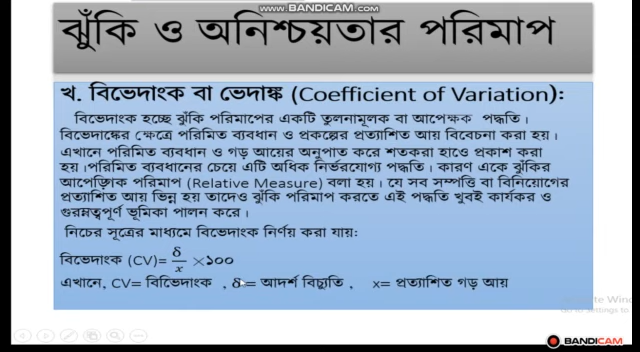 www.BANDICAM.com
ঝুঁকি ও অনিশ্চয়তার পরিমাপ
খ. বিভেদাংক বা ভেদাঙ্ক (Coefficient of Variation):
বিভেদাংক হচ্ছে ঝুঁকি পরিমাপের একটি তুলনামূলক বা আপেক্ষক পদ্ধতি।
বিভেদাঙ্কের ক্ষেত্রে পরিমিত ব্যবধান ও প্রকল্পের প্রত্যাশিত আয় বিবেচনা করা হয়।
এখানে পরিমিত ব্যবধান ও গড় আয়ের অনুপাত করে শতকরা হাওে প্রকাশ করা
হয়।পরিমিত ব্যবধানের চেয়ে এটি অধিক নির্ভরযোগ্য পদ্ধতি। কারণ একে ঝুঁকির
আপেড়্গিক পরিমাপ (Relative Measure) বলা হয়। যে সব সম্পত্তি বা বিনিয়োগের
প্রত্যাশিত আয় ভিন্ন হয় তাদেও ঝুঁকি পরিমাপ করতে এই পদ্ধতি খুবই কার্যকর ও
গুরম্নত্বপূর্ণ ভূমিকা পালন করে।
নিচের সূত্রের মাধ্যমে বিভেদাংক নির্ণয় করা যায়:
বিভেদাংক (CV)= δ/x ×১০০
এখানে, CV= বিভেদাংক , δ= আদর্শ বিচ্যুতি , x= প্রত্যাশিত গড় আয়
BANDICAM